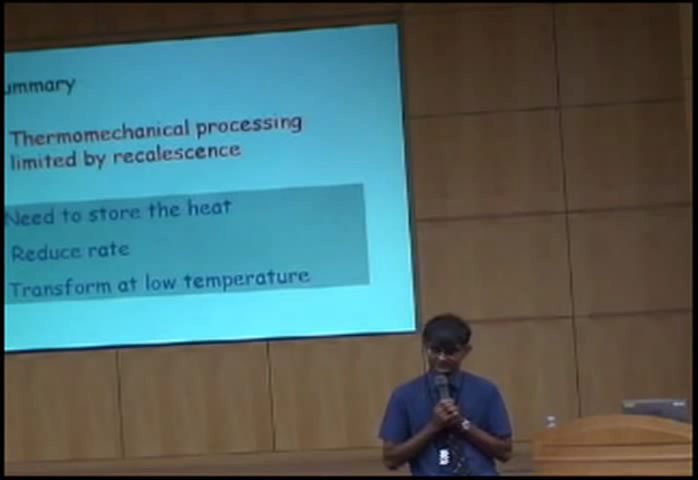 ummary
Thermomechanical processing
limited by recalescence
Need to store the heat
Reduce rate
Transform at low temperature